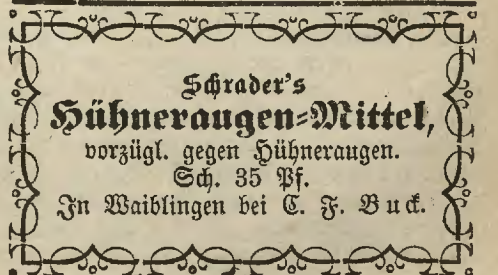 Schrader's
Hühneraugen-Mittel,
vorzügl. gegen Hühneraugen.
Sch. 35 Pf.
In Waiblingen bei C. F. Buck.